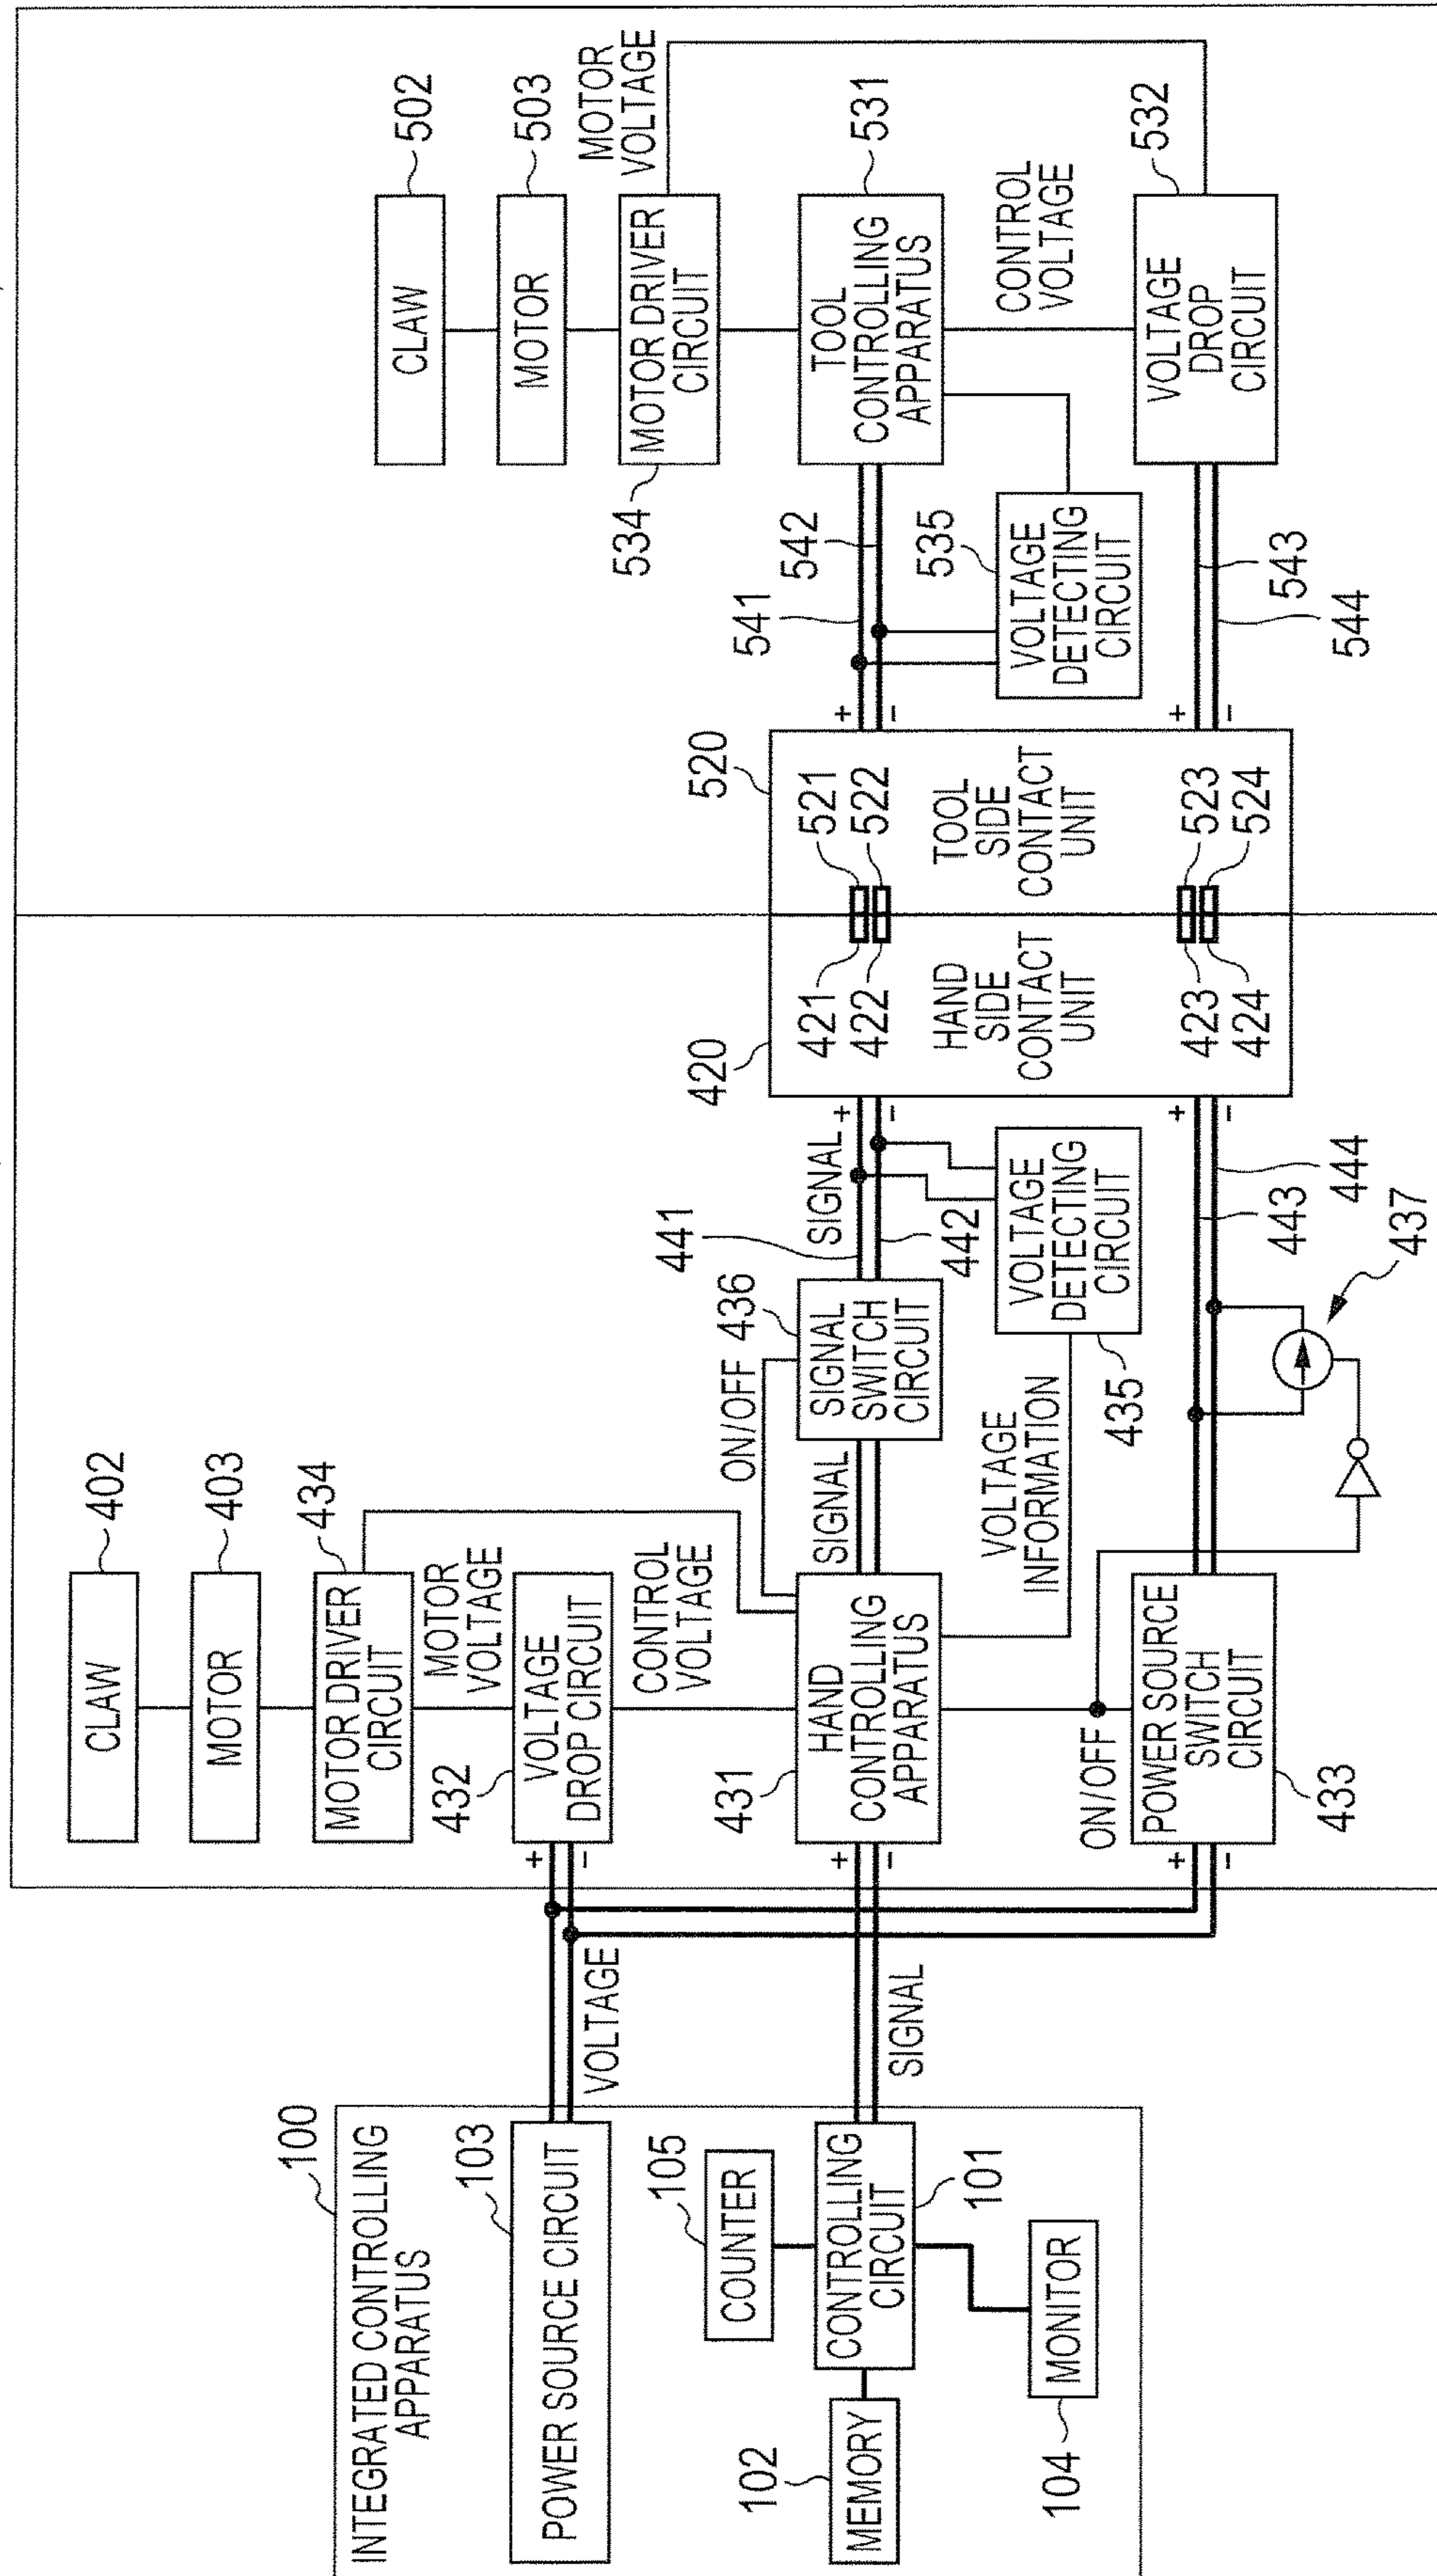 100
INTEGRATED CONTROLLING
APPARATUS
103
POWER SOURCE CIRCUIT
VOLTAGE
105
COUNTER
CONTROLLING
CIRCUIT
101
102
MEMORY
104
MONITOR
SIGNAL
CLAW
402
MOTOR
403
MOTOR DRIVER
CIRCUIT
434
MOTOR
VOLTAGE
432
VOLTAGE
DROP CIRCUIT
+
-
CONTROL
VOLTAGE
431
HAND
CONTROLLING
APPARATUS
+
-
ON/OFF
POWER SOURCE
SWITCH
CIRCUIT
433
+
-
SIGNAL
ON/OFF
436
SIGNAL
SWITCH
CIRCUIT
441
SIGNAL
442
+
-
VOLTAGE
INFORMATION
VOLTAGE
DETECTING
CIRCUIT
435
443
444
437
+
-
420
HAND
SIDE
CONTACT
UNIT
421
422
423
424
520
TOOL
SIDE
CONTACT
UNIT
521
522
523
524
+
-
541
542
535
VOLTAGE
DETECTING
CIRCUIT
+
-
543
544
CLAW
502
MOTOR
503
534
MOTOR DRIVER
CIRCUIT
MOTOR
VOLTAGE
TOOL
CONTROLLING
APPARATUS
531
CONTROL
VOLTAGE
VOLTAGE
DROP
CIRCUIT
532